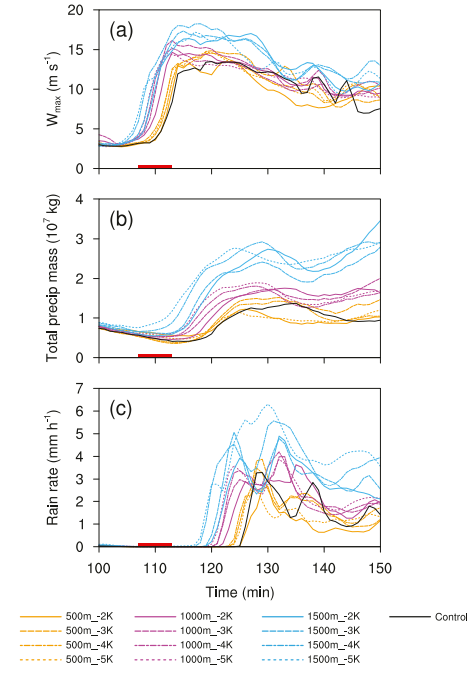 20
15
10
5
0
W_max (m s⁻¹)
(a)
4
3
2
1
0
Total precip mass (10⁷ kg)
(b)
7
6
5
4
3
2
1
0
Rain rate (mm h⁻¹)
(c)
100 110 120 130 140 150
Time (min)
500m_-2K 1000m_-2K 1500m_-2K Control
500m_-3K 1000m_-3K 1500m_-3K
500m_-4K 1000m_-4K 1500m_-4K
500m_-5K 1000m_-5K 1500m_-5K